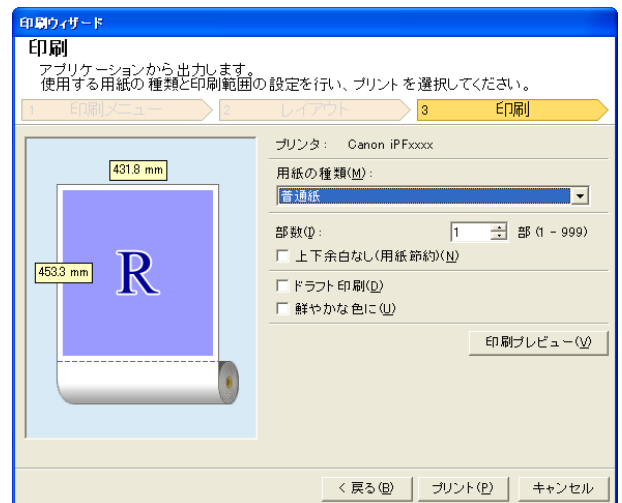 印刷ウィザード
印刷
アプリケーションから出力します。
使用する用紙の種類と印刷範囲の設定を行い、プリントを選択してください。
1 印刷メニュー 2 レイアウト 3 印刷
プリンタ： Canon iPFxxxx
431.8 mm
用紙の種類(M)：
普通紙
部数(I)： 1 部 (1 - 999)
上下余白なし(用紙節約)(N)
453.3 mm
R
ドラフト印刷(D)
鮮やかな色に(U)
印刷プレビュー(V)
< 戻る(B) プリント(P) キャンセル